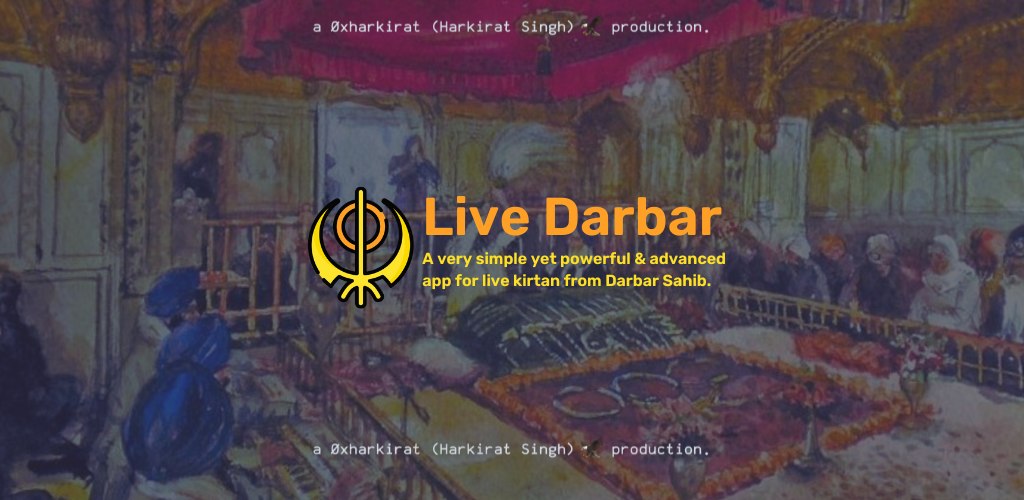 a Øxharkirat (Harkirat Singh) 🦅 production.
Live Darbar
A very simple yet powerful & advanced
app for live kirtan from Darbar Sahib.
a Øxharkirat (Harkirat Singh) 🦅 production.